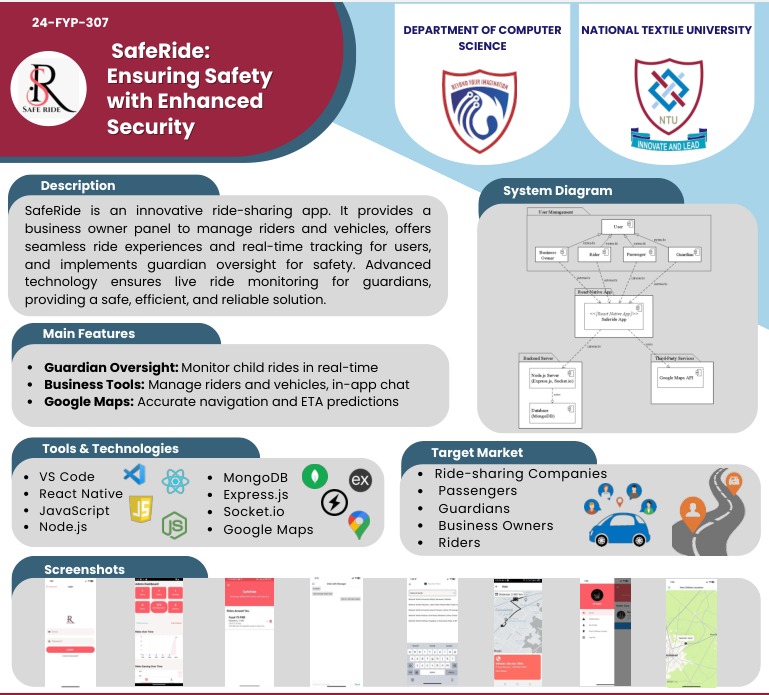 24-FYP-307
SafeRide:
Ensuring Safety
with Enhanced
Security
SAFE RIDE
DEPARTMENT OF COMPUTER
SCIENCE
BEYOND YOUR IMAGINATION
NATIONAL TEXTILE UNIVERSITY
NTU
INNOVATE AND LEAD
Description
SafeRide is an innovative ride-sharing app. It provides a
business owner panel to manage riders and vehicles, offers
seamless ride experiences and real-time tracking for users,
and implements guardian oversight for safety. Advanced
technology ensures live ride monitoring for guardians,
providing a safe, efficient, and reliable solution.
Main Features
• Guardian Oversight: Monitor child rides in real-time
• Business Tools: Manage riders and vehicles, in-app chat
• Google Maps: Accurate navigation and ETA predictions
System Diagram
User Management
User
Business
Owner
Rider
Passenger
Guardian
React Native App
<<React Native App>>
Saferide App
Backend Server
Node.js Server
(Express.js, Socket.io)
Database
(MongoDB)
Third-Party Services
Google Maps API
Tools & Technologies
• VS Code
• React Native
• JavaScript
• Node.js
JS
• MongoDB
• Express.js
• Socket.io
• Google Maps
ex
Target Market
• Ride-sharing Companies
• Passengers
• Guardians
• Business Owners
• Riders
Screenshots
Admin Dashboard